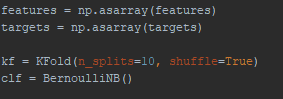 features = np.asarray(features)
targets = np.asarray(targets)
kf = KFold(n_splits=10, shuffle=True)
clf = BernoulliNB()